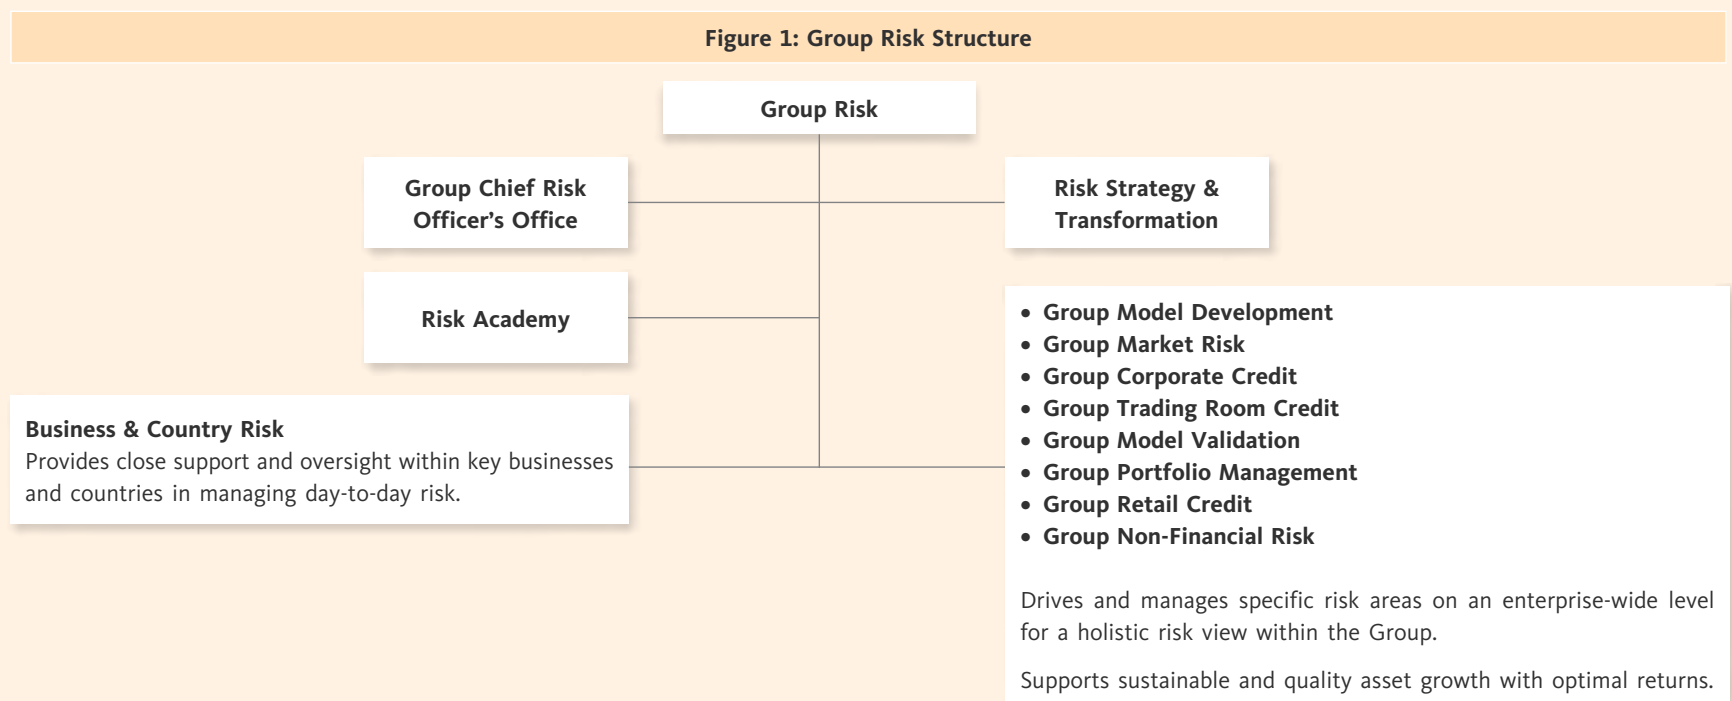 Figure 1: Group Risk Structure
Group Risk
Group Chief Risk
Officer’s Office
Risk Strategy &
Transformation
Risk Academy
Business & Country Risk
Provides close support and oversight within key businesses
and countries in managing day-to-day risk.
• Group Model Development
• Group Market Risk
• Group Corporate Credit
• Group Trading Room Credit
• Group Model Validation
• Group Portfolio Management
• Group Retail Credit
• Group Non-Financial Risk
Drives and manages specific risk areas on an enterprise-wide level
for a holistic risk view within the Group.
Supports sustainable and quality asset growth with optimal returns.